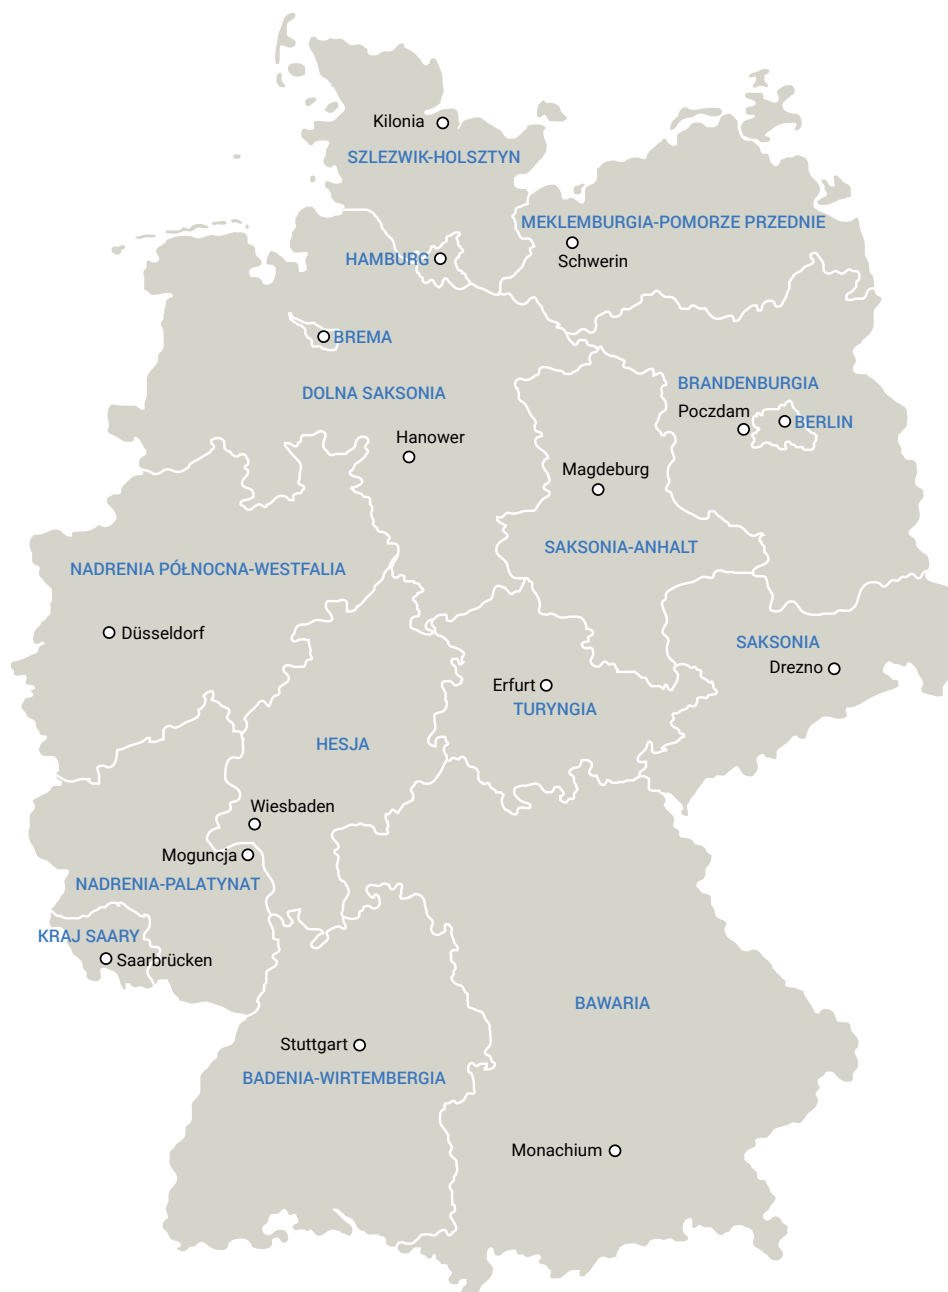 Kilonia
SZLEZWIK-HOLSZTYN
MEKLEMBURGIA-POMORZE PRZEDNIE
HAMBURG
Schwerin
BREMA
DOLNA SAKSONIA
BRANDENBURGIA
Poczdam
BERLIN
Hanower
Magdeburg
SAKSONIA-ANHALT
NADRENIA PÓŁNOCNA-WESTFALIA
Düsseldorf
SAKSONIA
Drezno
Erfurt
TURYNGIA
HESJA
Wiesbaden
Moguncja
NADRENIA-PALATYNAT
KRAJ SAARY
Saarbrücken
BAWARIA
Stuttgart
BADENIA-WIRTEMBERGIA
Monachium